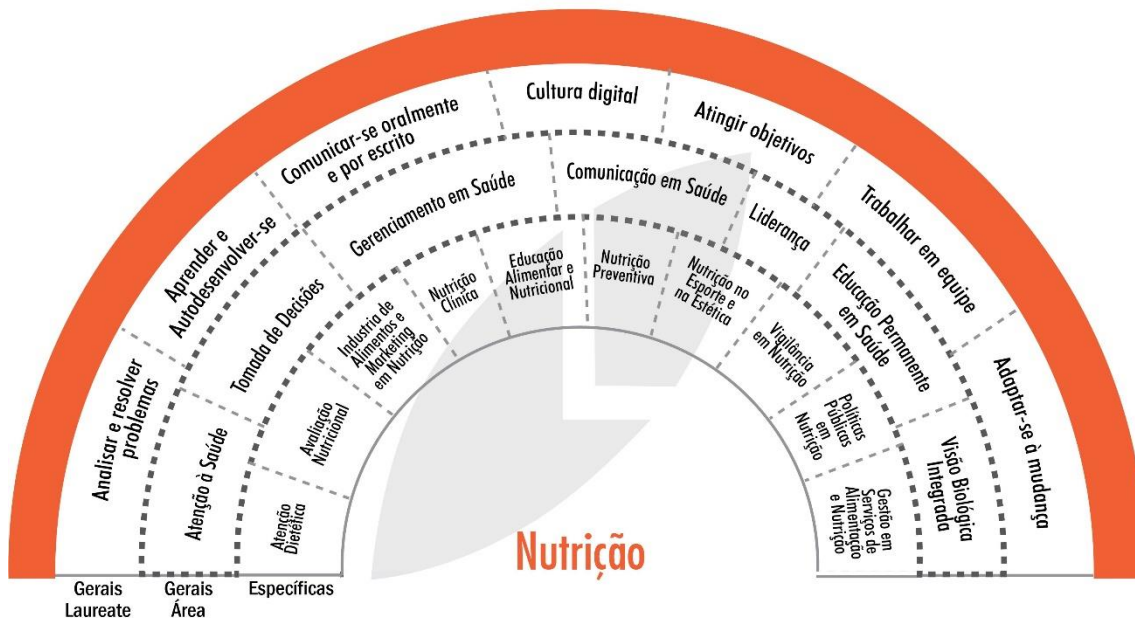 Analisar e resolver
problemas
Aprender e
Autodesenvolver-se
Comunicar-se oralmente
e por escrito
Cultura digital
Atingir objetivos
Trabalhar em equipe
Adaptar-se à mudança
Atenção à Saúde
Tomada de Decisões
Gerenciamento em Saúde
Comunicação em Saúde
Liderança
Educação Permanente
em Saúde
Visão Biológica
Integrada
Atenção
Dietética
Avaliação
Nutricional
Industria de
Alimentos e
Marketing
em Nutrição
Nutrição
Clínica
Educação
Alimentar e
Nutricional
Nutrição
Preventiva
Nutrição no
Esporte e
na Estética
Vigilância
em Nutrição
Políticas
Públicas
em
Nutrição
Gestão em
Serviços de
Alimentação
e Nutrição
Nutrição
Gerais
Laureate
Gerais
Área
Específicas